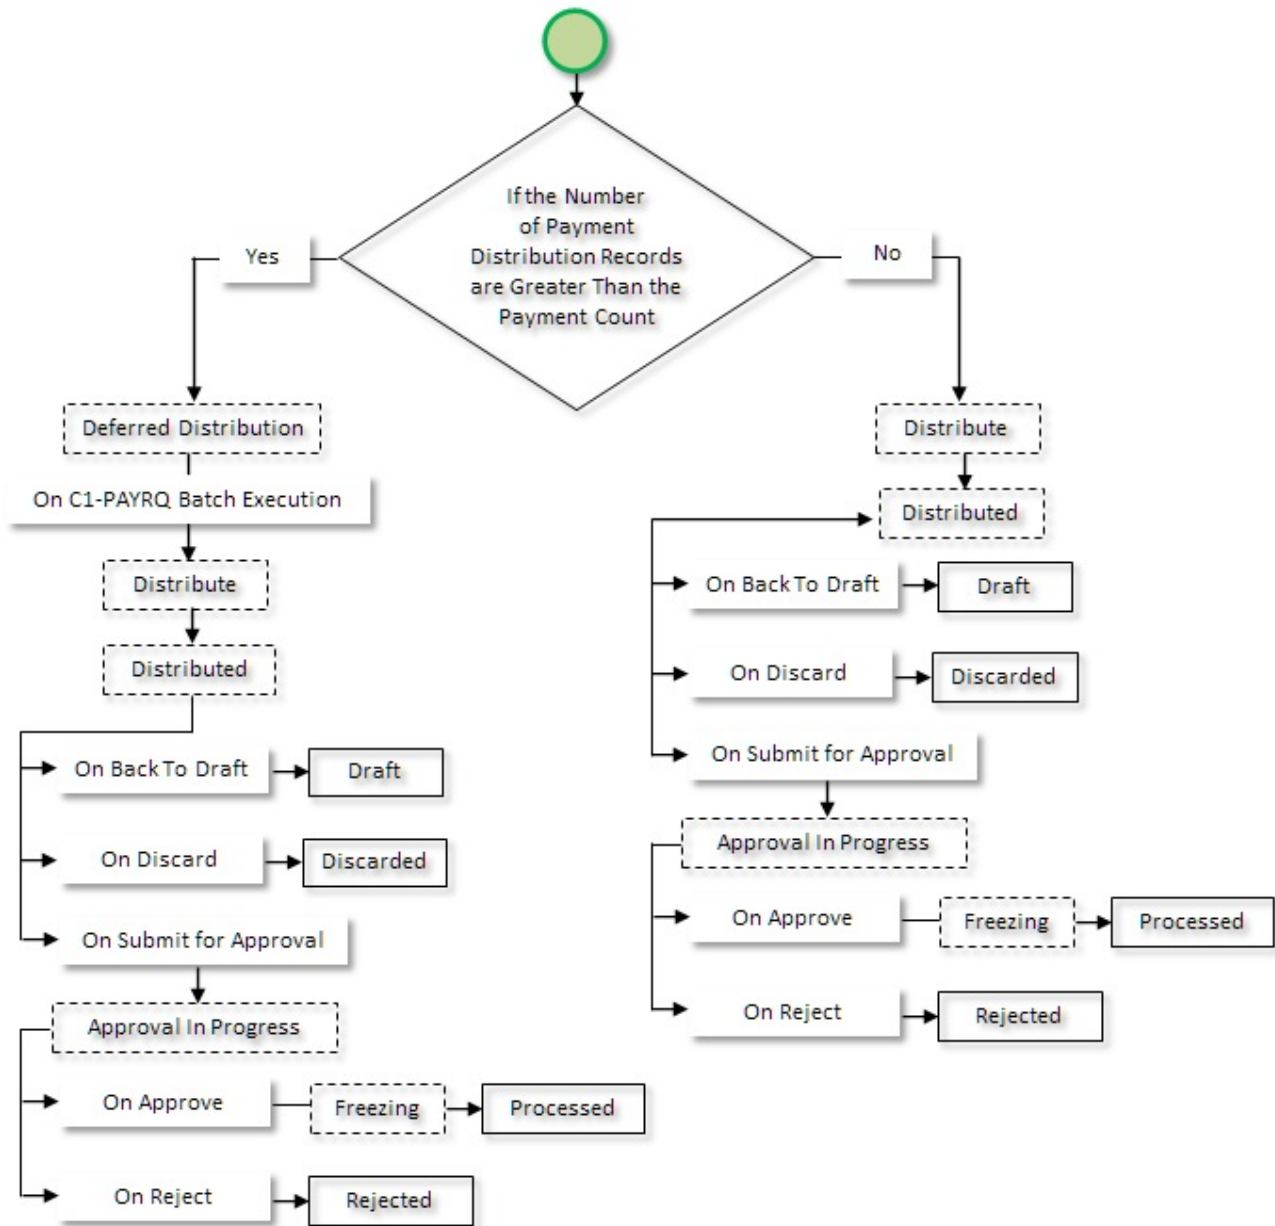 If the Number
of Payment
Distribution Records
are Greater Than the
Payment Count
Yes
No
Deferred Distribution
On C1-PAYRQ Batch Execution
Distribute
Distributed
On Back To Draft
Draft
On Discard
Discarded
On Submit for Approval
Approval In Progress
On Approve
Freezing
Processed
On Reject
Rejected
Distribute
Distributed
On Back To Draft
Draft
On Discard
Discarded
On Submit for Approval
Approval In Progress
On Approve
Freezing
Processed
On Reject
Rejected